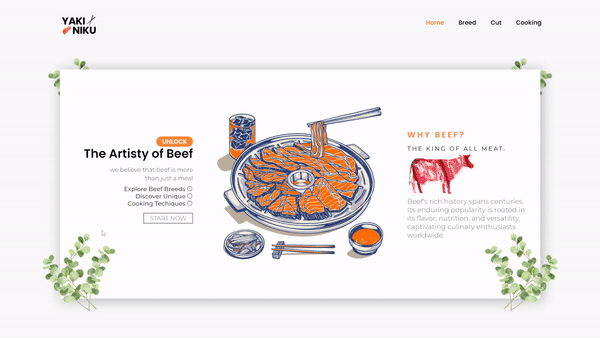 YAKI
NIKU
Home
Breed
Cut
Cooking
UNLOCK
The Artisty of Beef
we believe that beef is more
than just a meal
Explore Beef Breeds
Discover Unique
Cooking Techiques
START NOW
WHY BEEF?
THE KING OF ALL MEAT.
Beef's rich history spans centuries.
Its enduring popularity is rooted in
its flavor, nutrition, and versatility,
captivating culinary enthusiasts
worldwide.